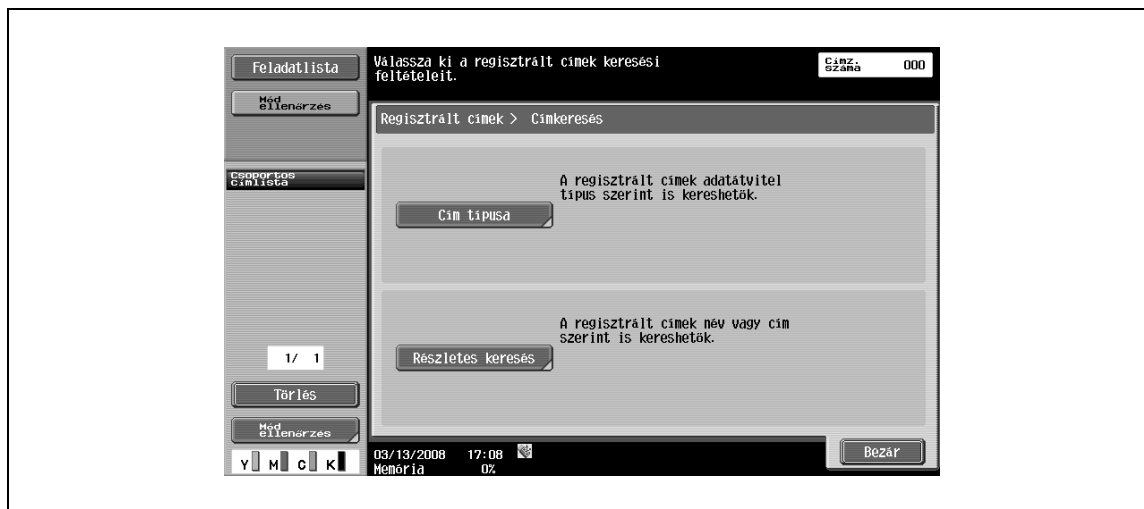 Feladatlista
Mód
ellenőrzés
Válassza ki a regisztrált címek keresési
feltételeit.
Címz.
száma 000
Regisztrált címek > Címkeresés
Csoportos
címlista
A regisztrált címek adatátvitel
típus szerint is kereshetők.
Cím típusa
A regisztrált címek név vagy cím
szerint is kereshetők.
Részletes keresés
1/ 1
Törlés
Mód
ellenőrzés
Y M C K
03/13/2008 17:08
Memória 0%
Bezár